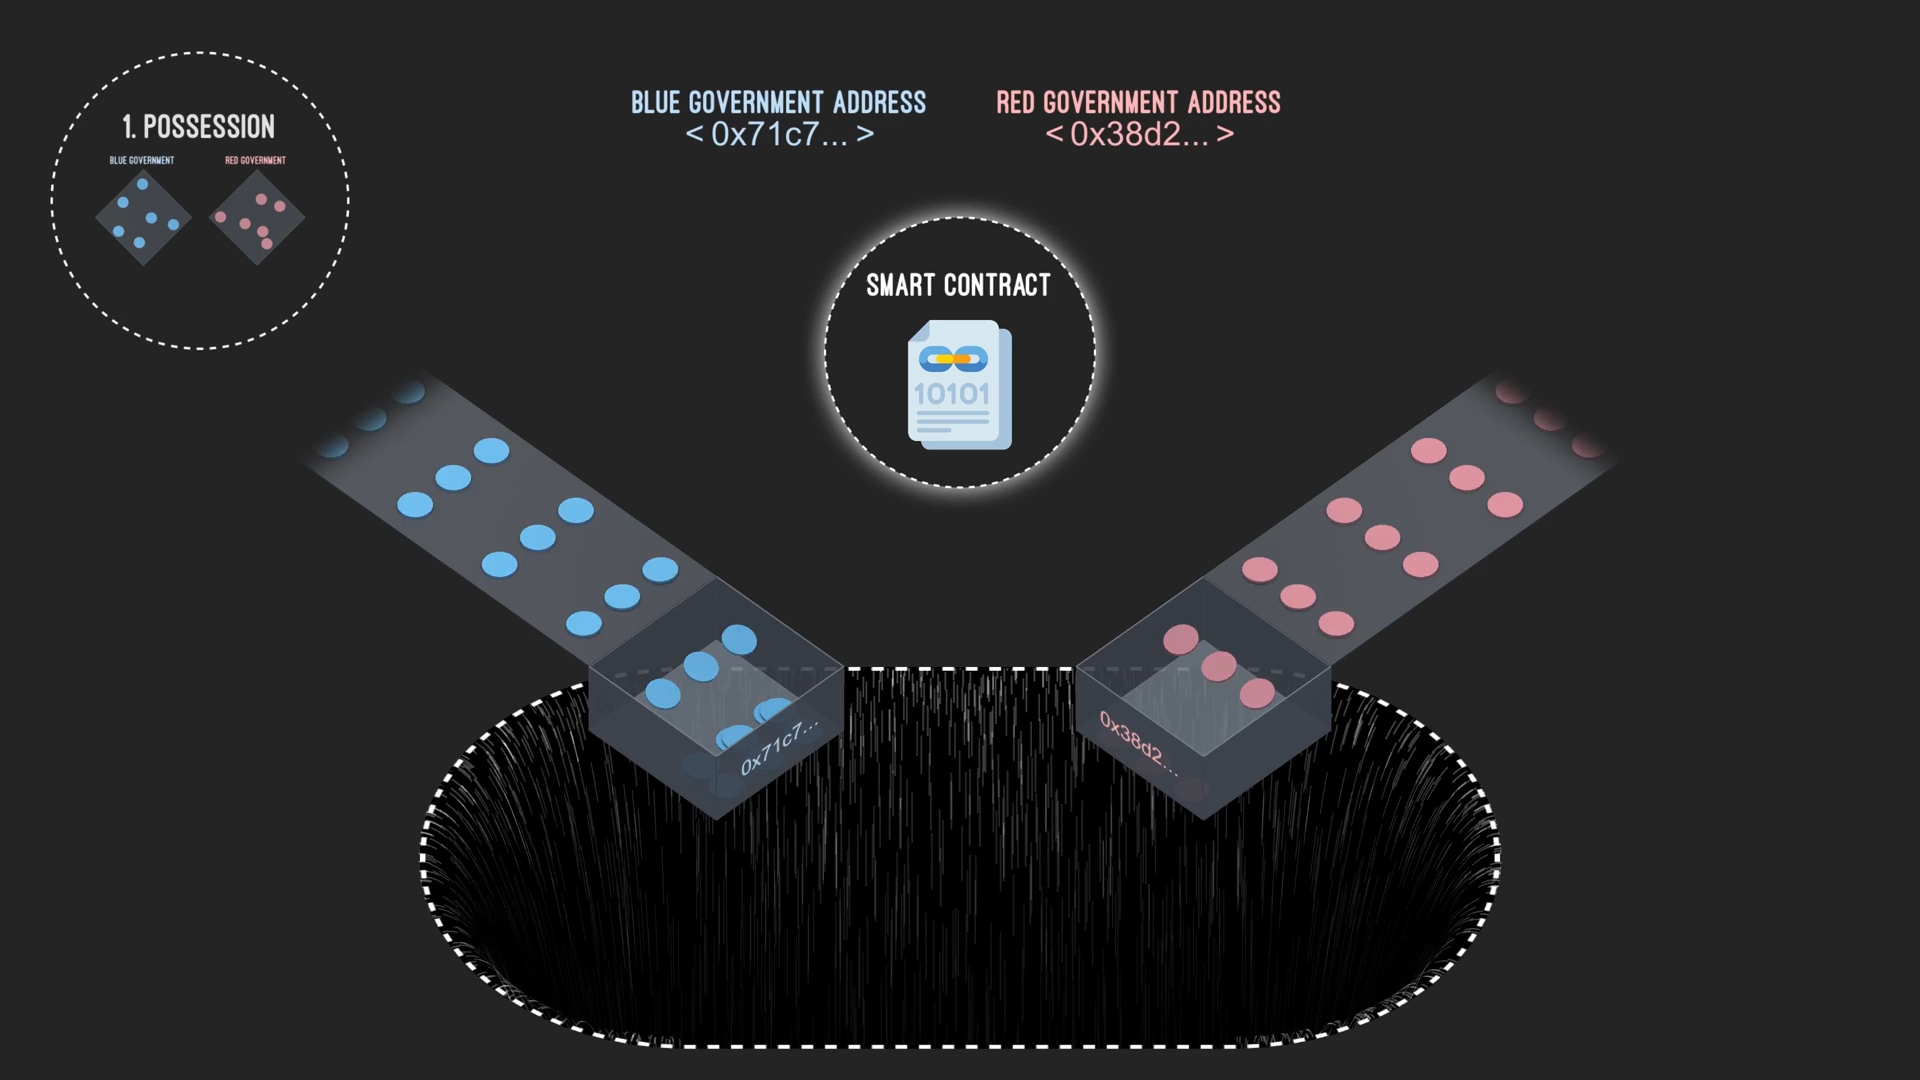 1. POSSESSION
BLUE GOVERNMENT
RED GOVERNMENT
BLUE GOVERNMENT ADDRESS
< 0x71c7... >
RED GOVERNMENT ADDRESS
< 0x38d2... >
SMART CONTRACT
10101
0x71c7...
0x38d2...